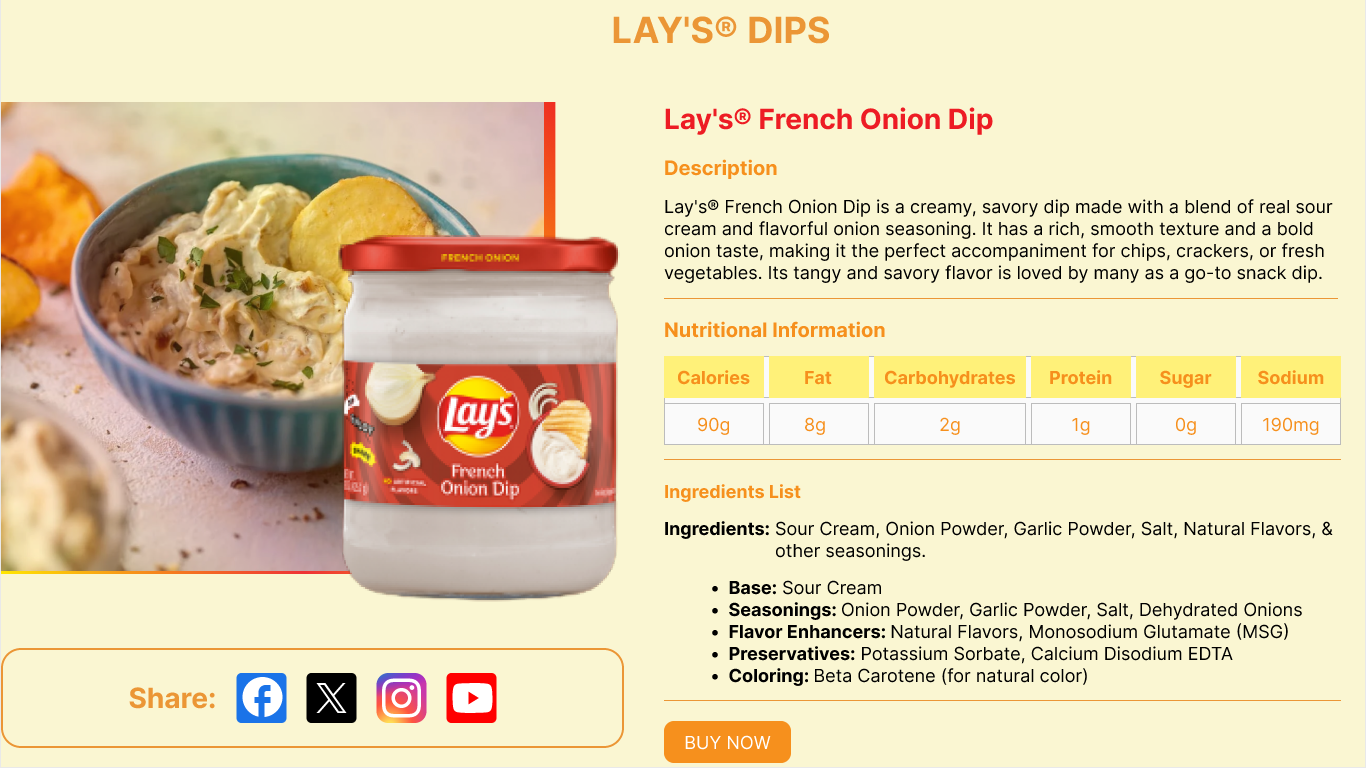 LAY'S® DIPS
Lay's® French Onion Dip
Description
Lay's® French Onion Dip is a creamy, savory dip made with a blend of real sour
cream and flavorful onion seasoning. It has a rich, smooth texture and a bold
onion taste, making it the perfect accompaniment for chips, crackers, or fresh
vegetables. Its tangy and savory flavor is loved by many as a go-to snack dip.
FRENCH ONION
Lay's
French
Onion Dip
NO ARTIFICIAL
FLAVORS
Nutritional Information
Calories Fat Carbohydrates Protein Sugar Sodium
90g 8g 2g 1g 0g 190mg
Ingredients List
Ingredients: Sour Cream, Onion Powder, Garlic Powder, Salt, Natural Flavors, &
other seasonings.
• Base: Sour Cream
• Seasonings: Onion Powder, Garlic Powder, Salt, Dehydrated Onions
• Flavor Enhancers: Natural Flavors, Monosodium Glutamate (MSG)
• Preservatives: Potassium Sorbate, Calcium Disodium EDTA
• Coloring: Beta Carotene (for natural color)
Share:
BUY NOW